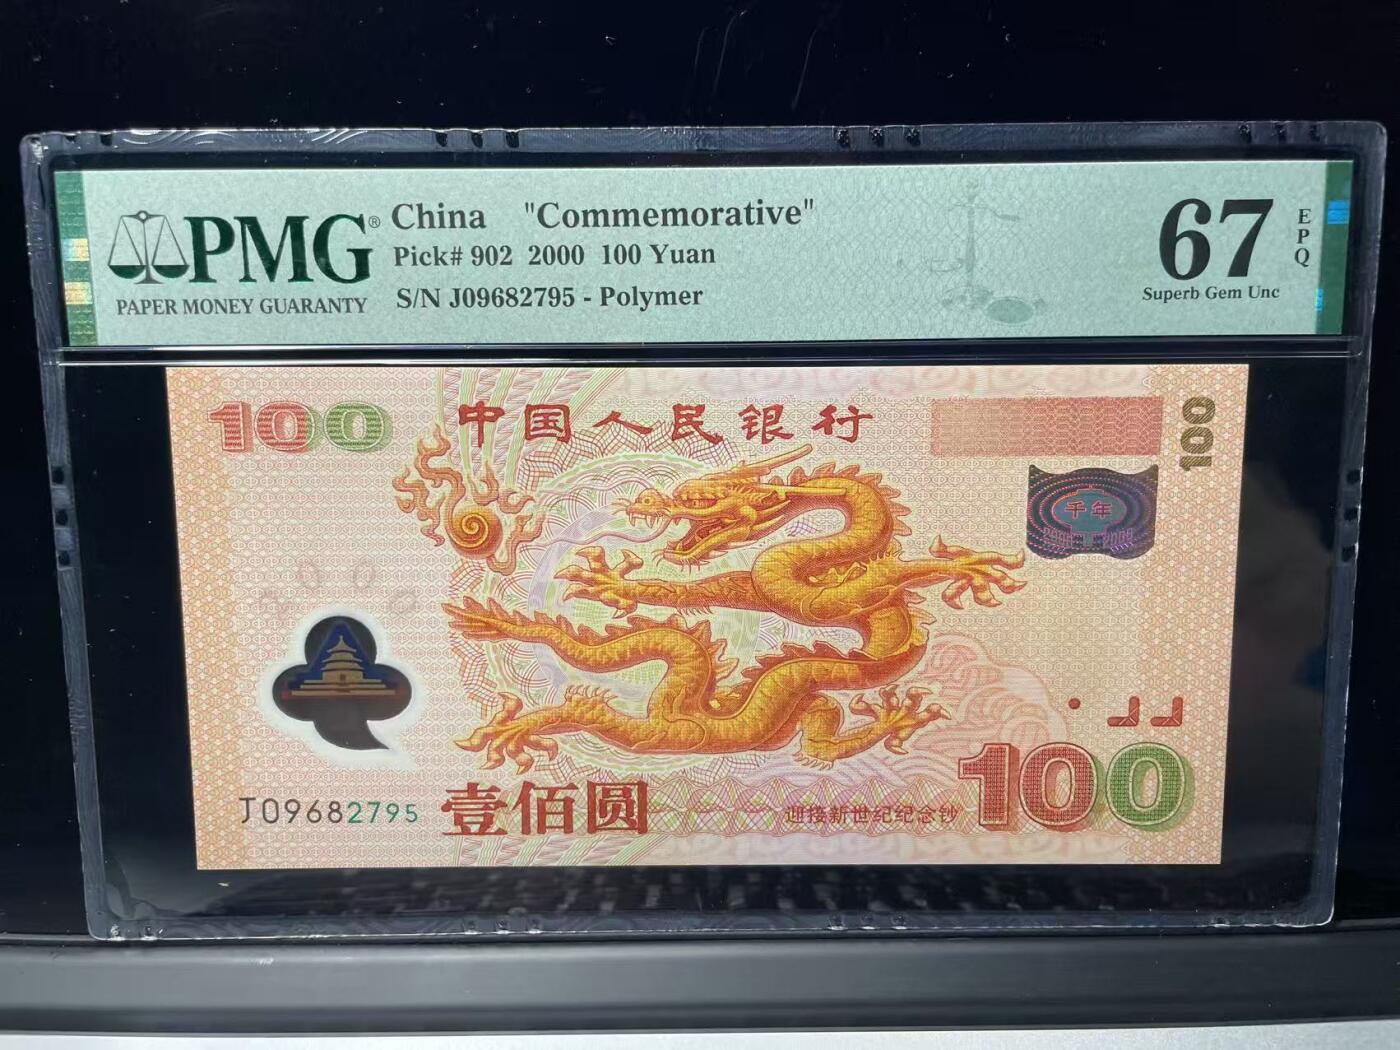 PMG®
PAPER MONEY GUARANTY
China "Commemorative"
Pick# 902 2000 100 Yuan
S/N J09682795 - Polymer
67
EPQ
Superb Gem Unc
100
中国人民银行
100
千年
J09682795
壹佰圆
迎接新世纪纪念钞
100